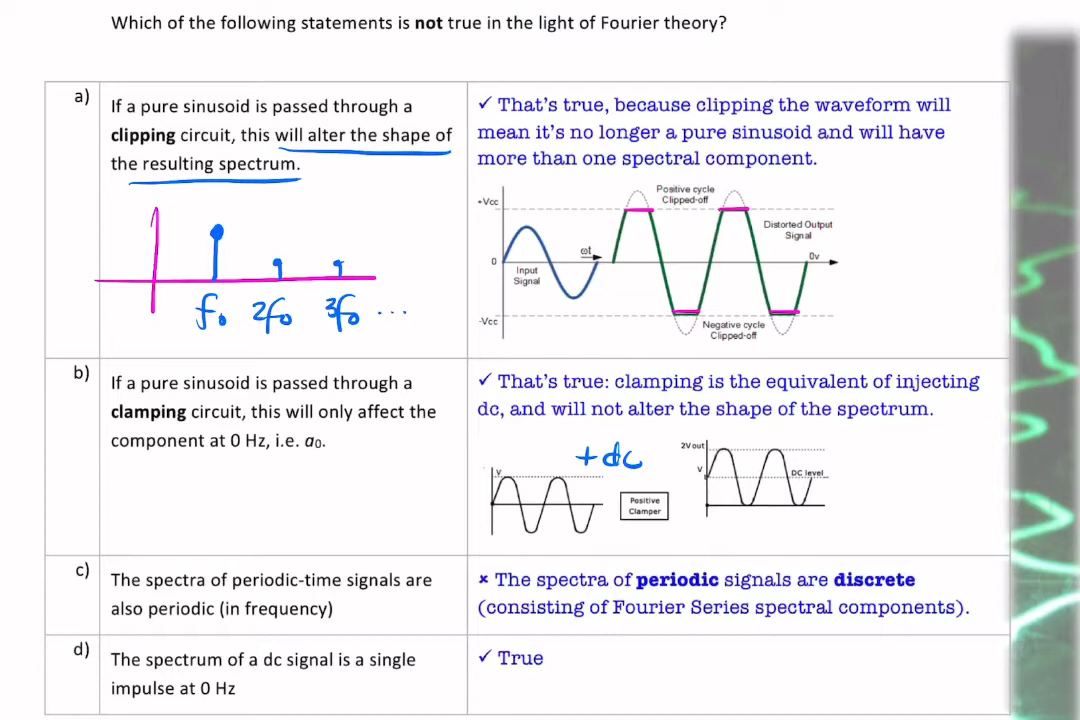 Which of the following statements is not true in the light of Fourier theory?
a)
If a pure sinusoid is passed through a
clipping circuit, this will alter the shape of
the resulting spectrum.
f₀ 2f₀ 3f₀ ...
✓ That's true, because clipping the waveform will
mean it's no longer a pure sinusoid and will have
more than one spectral component.
+Vcc
0
-Vcc
Input
Signal
ωt
Positive cycle
Clipped-off
Distorted Output
Signal
0v
Negative cycle
Clipped-off
b)
If a pure sinusoid is passed through a
clamping circuit, this will only affect the
component at 0 Hz, i.e. a₀.
✓ That's true: clamping is the equivalent of injecting
dc, and will not alter the shape of the spectrum.
+dc
V
Positive
Clamper
2Vout
V
DC level
c)
The spectra of periodic-time signals are
also periodic (in frequency)
× The spectra of periodic signals are discrete
(consisting of Fourier Series spectral components).
d)
The spectrum of a dc signal is a single
impulse at 0 Hz
✓ True